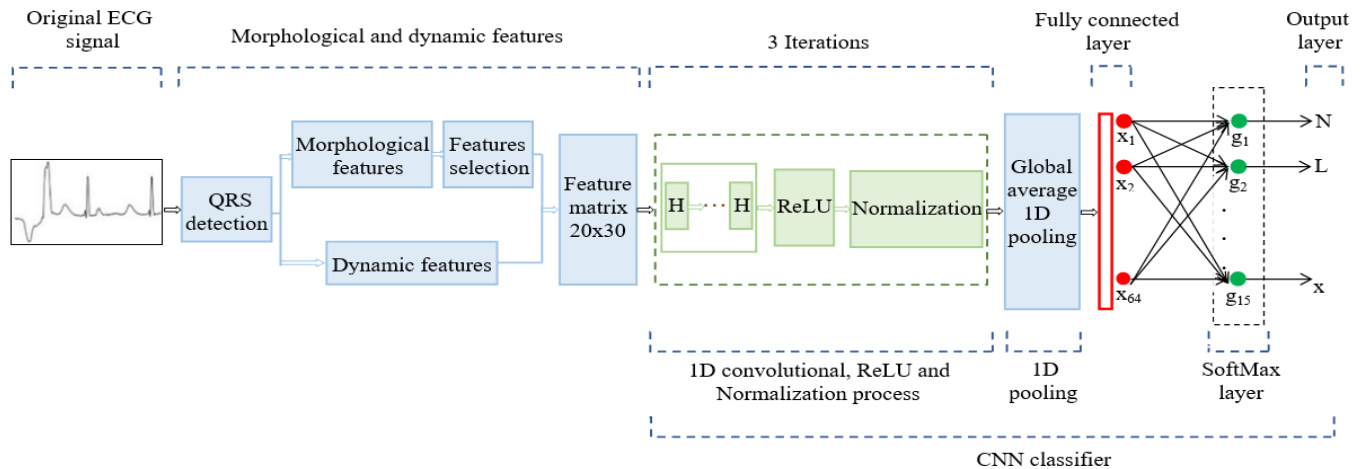 Original ECG
signal
Morphological and dynamic features
3 Iterations
Fully connected
layer
Output
layer
QRS
detection
Morphological
features
Features
selection
Dynamic features
Feature
matrix
20x30
H
H
ReLU
Normalization
Global
average
1D
pooling
x1
x2
x64
g1
g2
g15
N
L
x
1D convolutional, ReLU and
Normalization process
1D
pooling
SoftMax
layer
CNN classifier